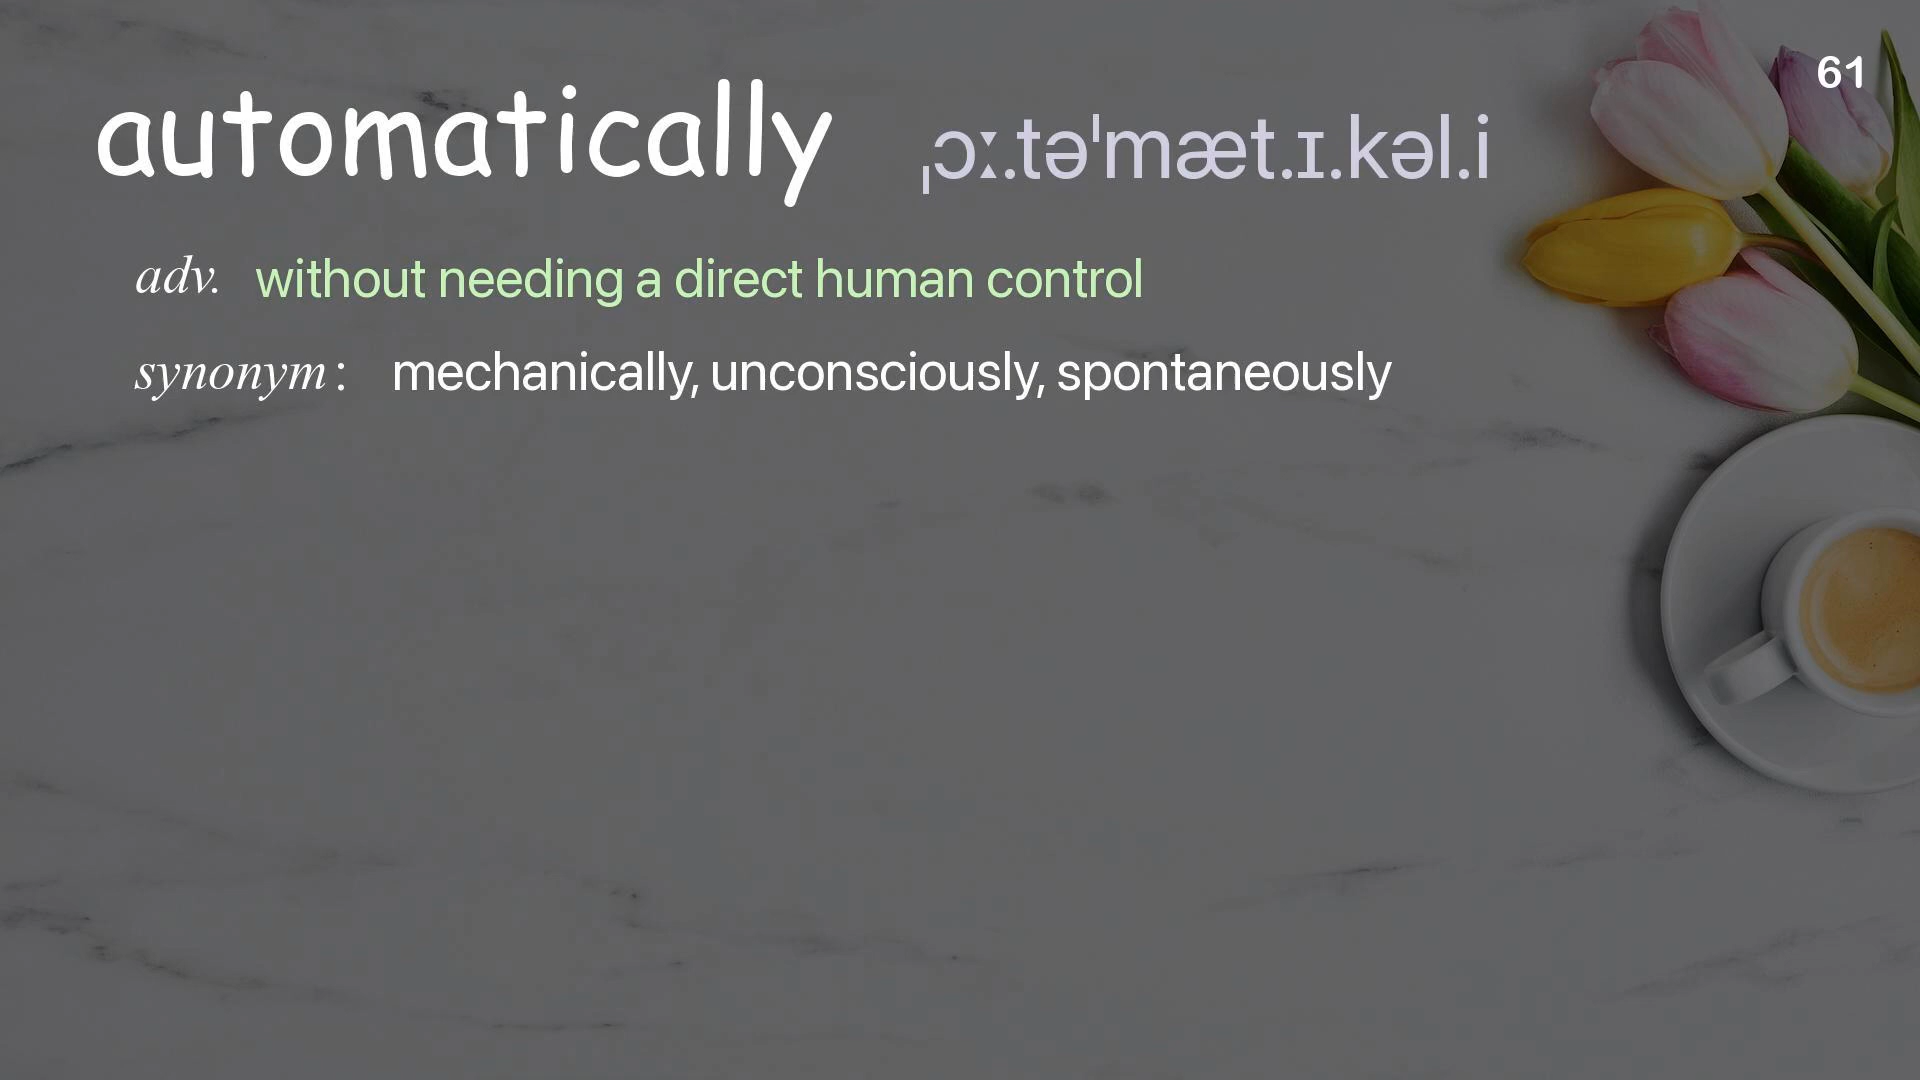 61
automatically ˌɔː.təˈmæt.ɪ.kəl.i
adv. without needing a direct human control
synonym : mechanically, unconsciously, spontaneously